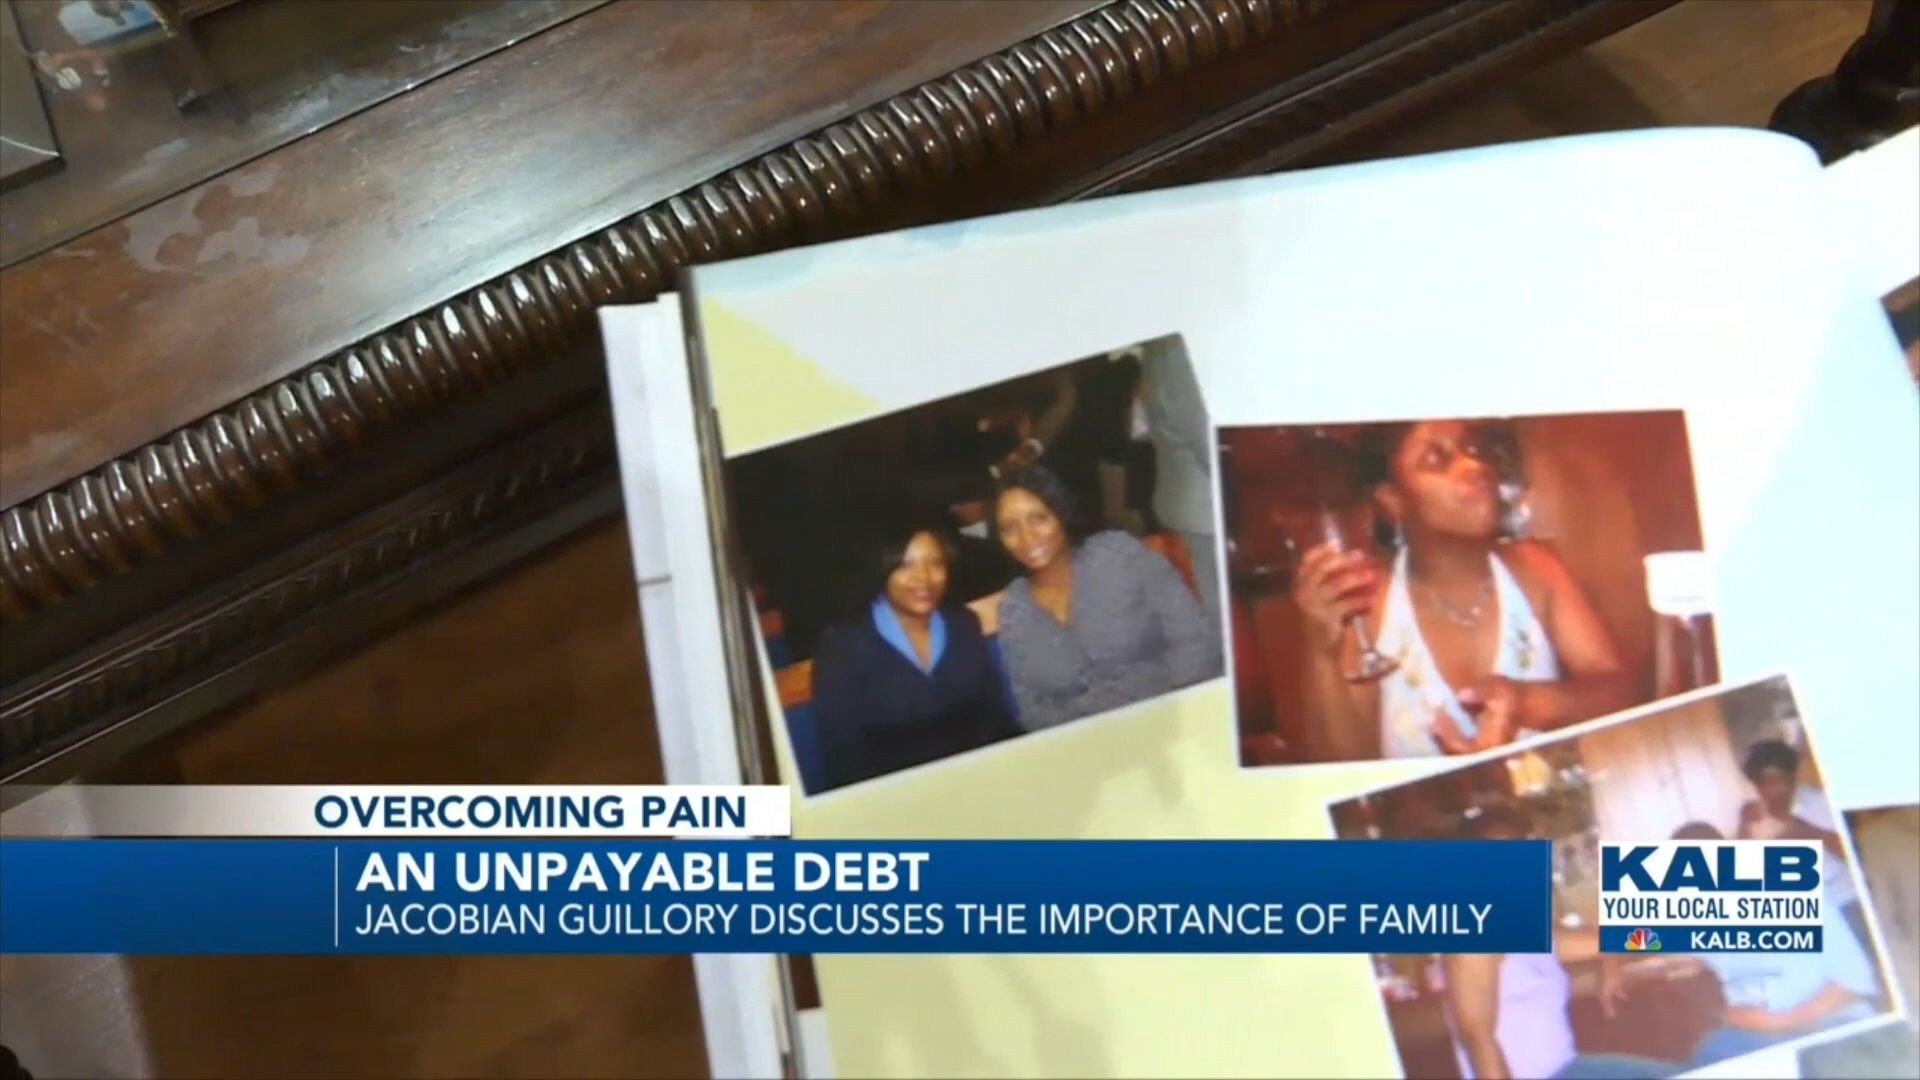 OVERCOMING PAIN
AN UNPAYABLE DEBT
JACOBIAN GUILLORY DISCUSSES THE IMPORTANCE OF FAMILY
KALB
YOUR LOCAL STATION
KALB.COM